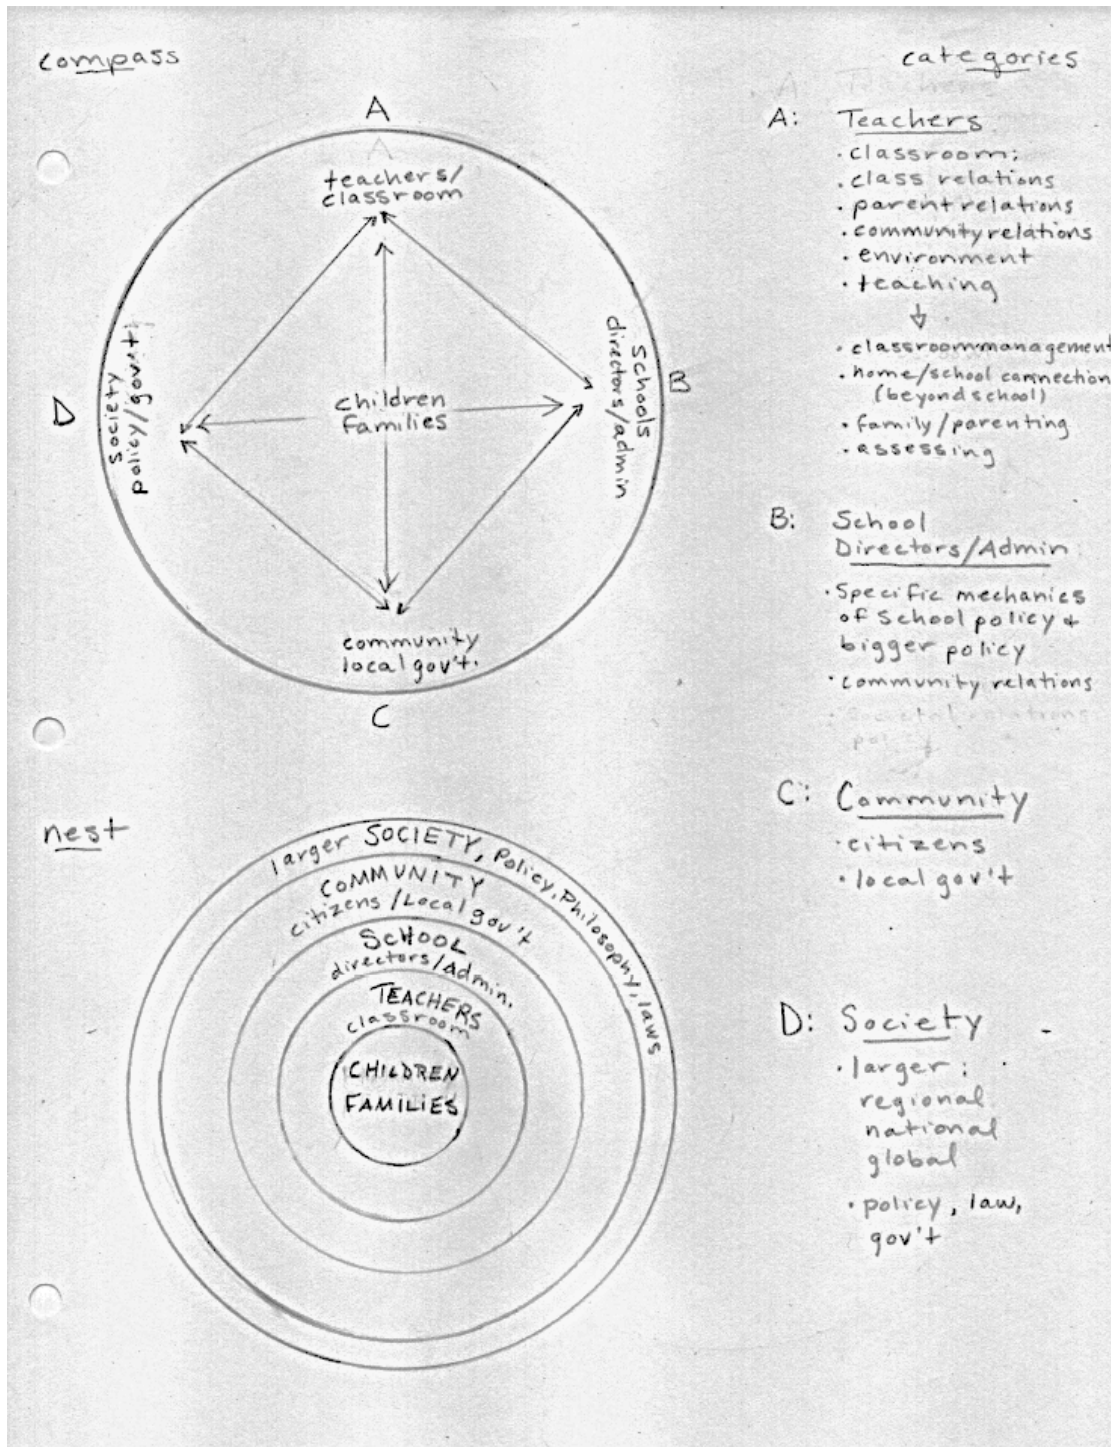 compass
A
teachers/
classroom
Society
policy/gov't
D
children
families
Schools
directors/admin
B
community
local gov't.
C
nest
larger SOCIETY, Policy, Philosophy, laws
COMMUNITY
citizens/Local gov't
SCHOOL
directors/Admin.
TEACHERS
classroom
CHILDREN
FAMILIES
categories
A: Teachers
A: Teachers
· classroom:
· class relations
· parent relations
· community relations
· environment
· teaching
· classroom management
· home/school connection
(beyond school)
· family/parenting
· assessing
B: School
Directors/Admin
· Specific mechanics
of school policy +
bigger policy
· community relations
· societal relations
policy
C: Community
· citizens
· local gov't
D: Society
· larger:
regional
national
global
· policy, law,
gov't